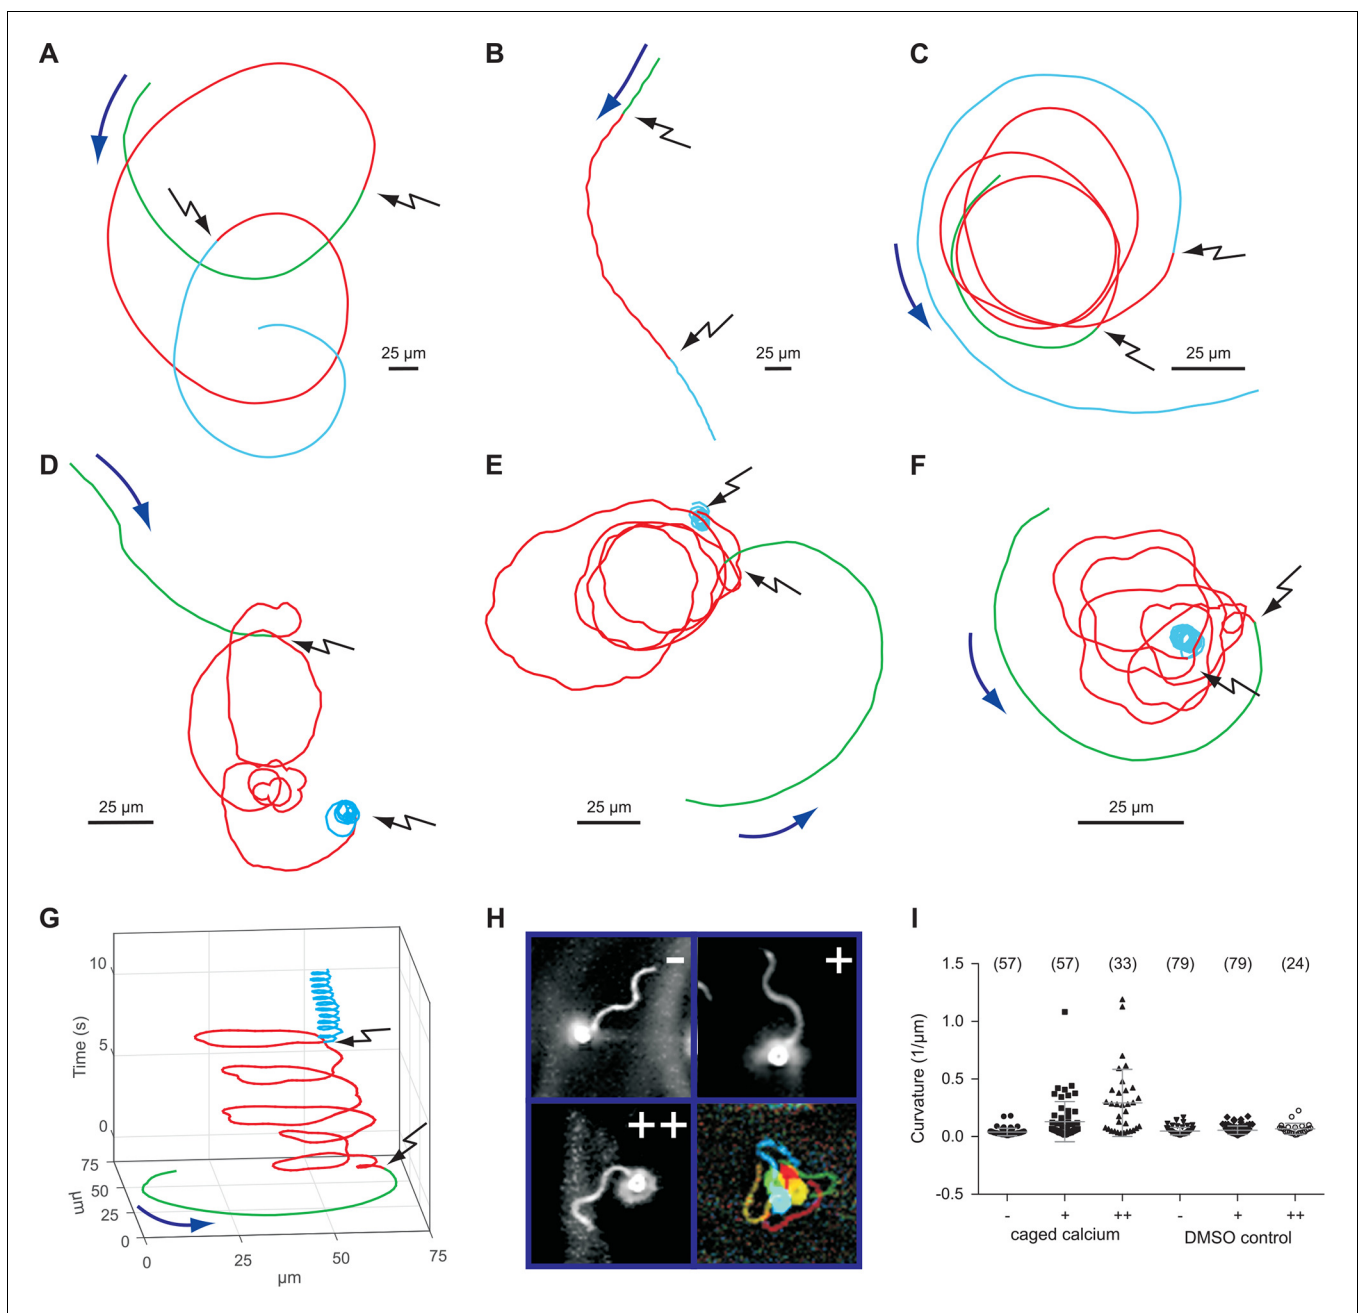 A
B
C
25 µm
25 µm
25 µm
D
E
F
25 µm
25 µm
25 µm
G
H
I
10
5
0
Time (s)
75
50
25
0
µm
0
25
50
75
µm
-
+
++
(57) (57) (33) (79) (79) (24)
1.5
1.0
0.5
0.0
-0.5
Curvature (1/µm)
- + ++ - + ++
caged calcium DMSO control